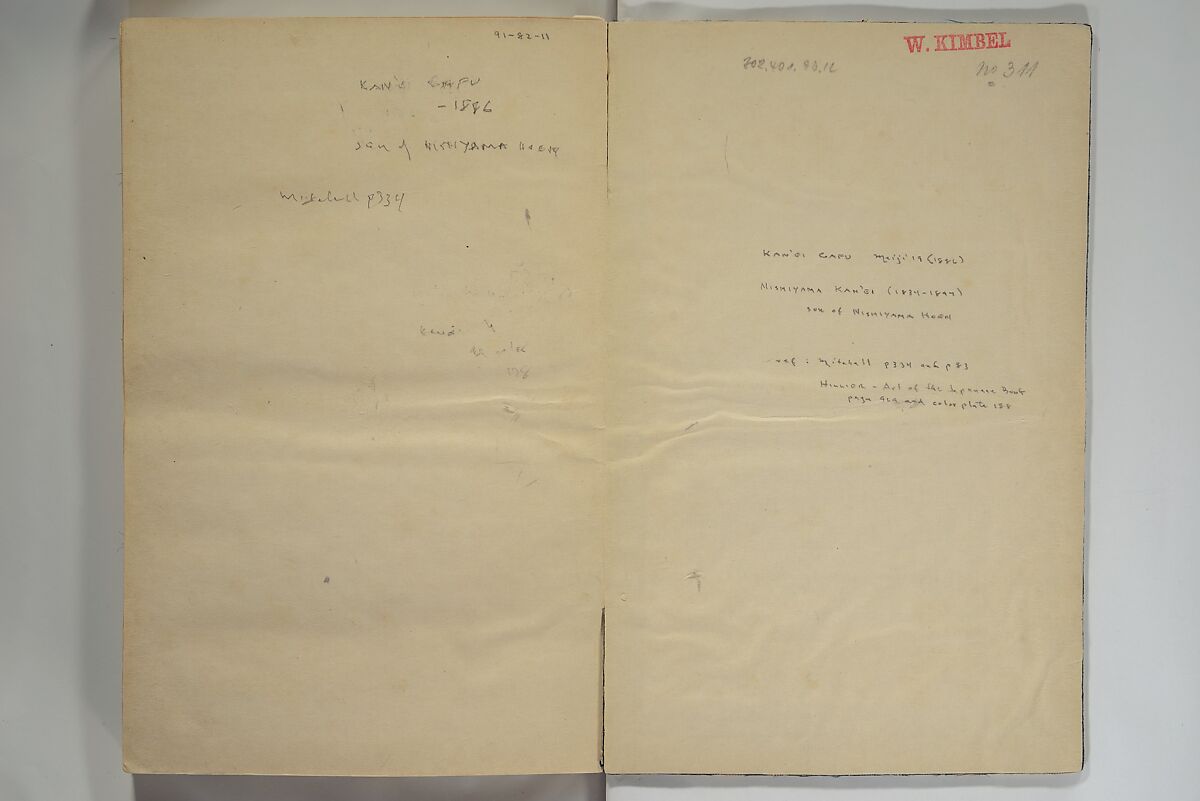 91-82-11
KAN'EI GAFU
-1886
son of NISHIYAMA HOEN
Mitchell p334
W. KIMBEL
no 311
KAN'EI GAFU Meiji 19 (1886)
NISHIYAMA KAN'EI (1834-1897)
son of NISHIYAMA HOEN
ref: Mitchell p334 and p83
HILLIER - Art of the Japanese Book
page and color plate 188